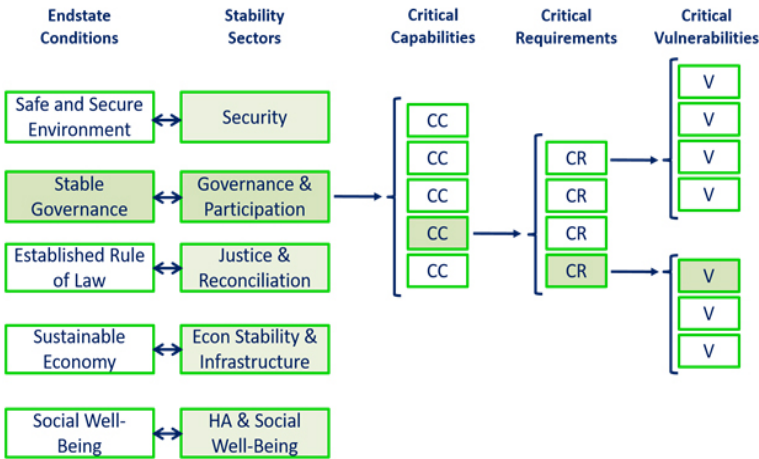 Endstate
Conditions
Stability
Sectors
Critical
Capabilities
Critical
Requirements
Critical
Vulnerabilities
Safe and Secure
Environment
Security
Stable
Governance
Governance &
Participation
Established Rule
of Law
Justice &
Reconciliation
Sustainable
Economy
Econ Stability &
Infrastructure
Social Well-
Being
HA & Social
Well-Being
CC
CC
CC
CC
CC
CR
CR
CR
CR
V
V
V
V
V
V
V